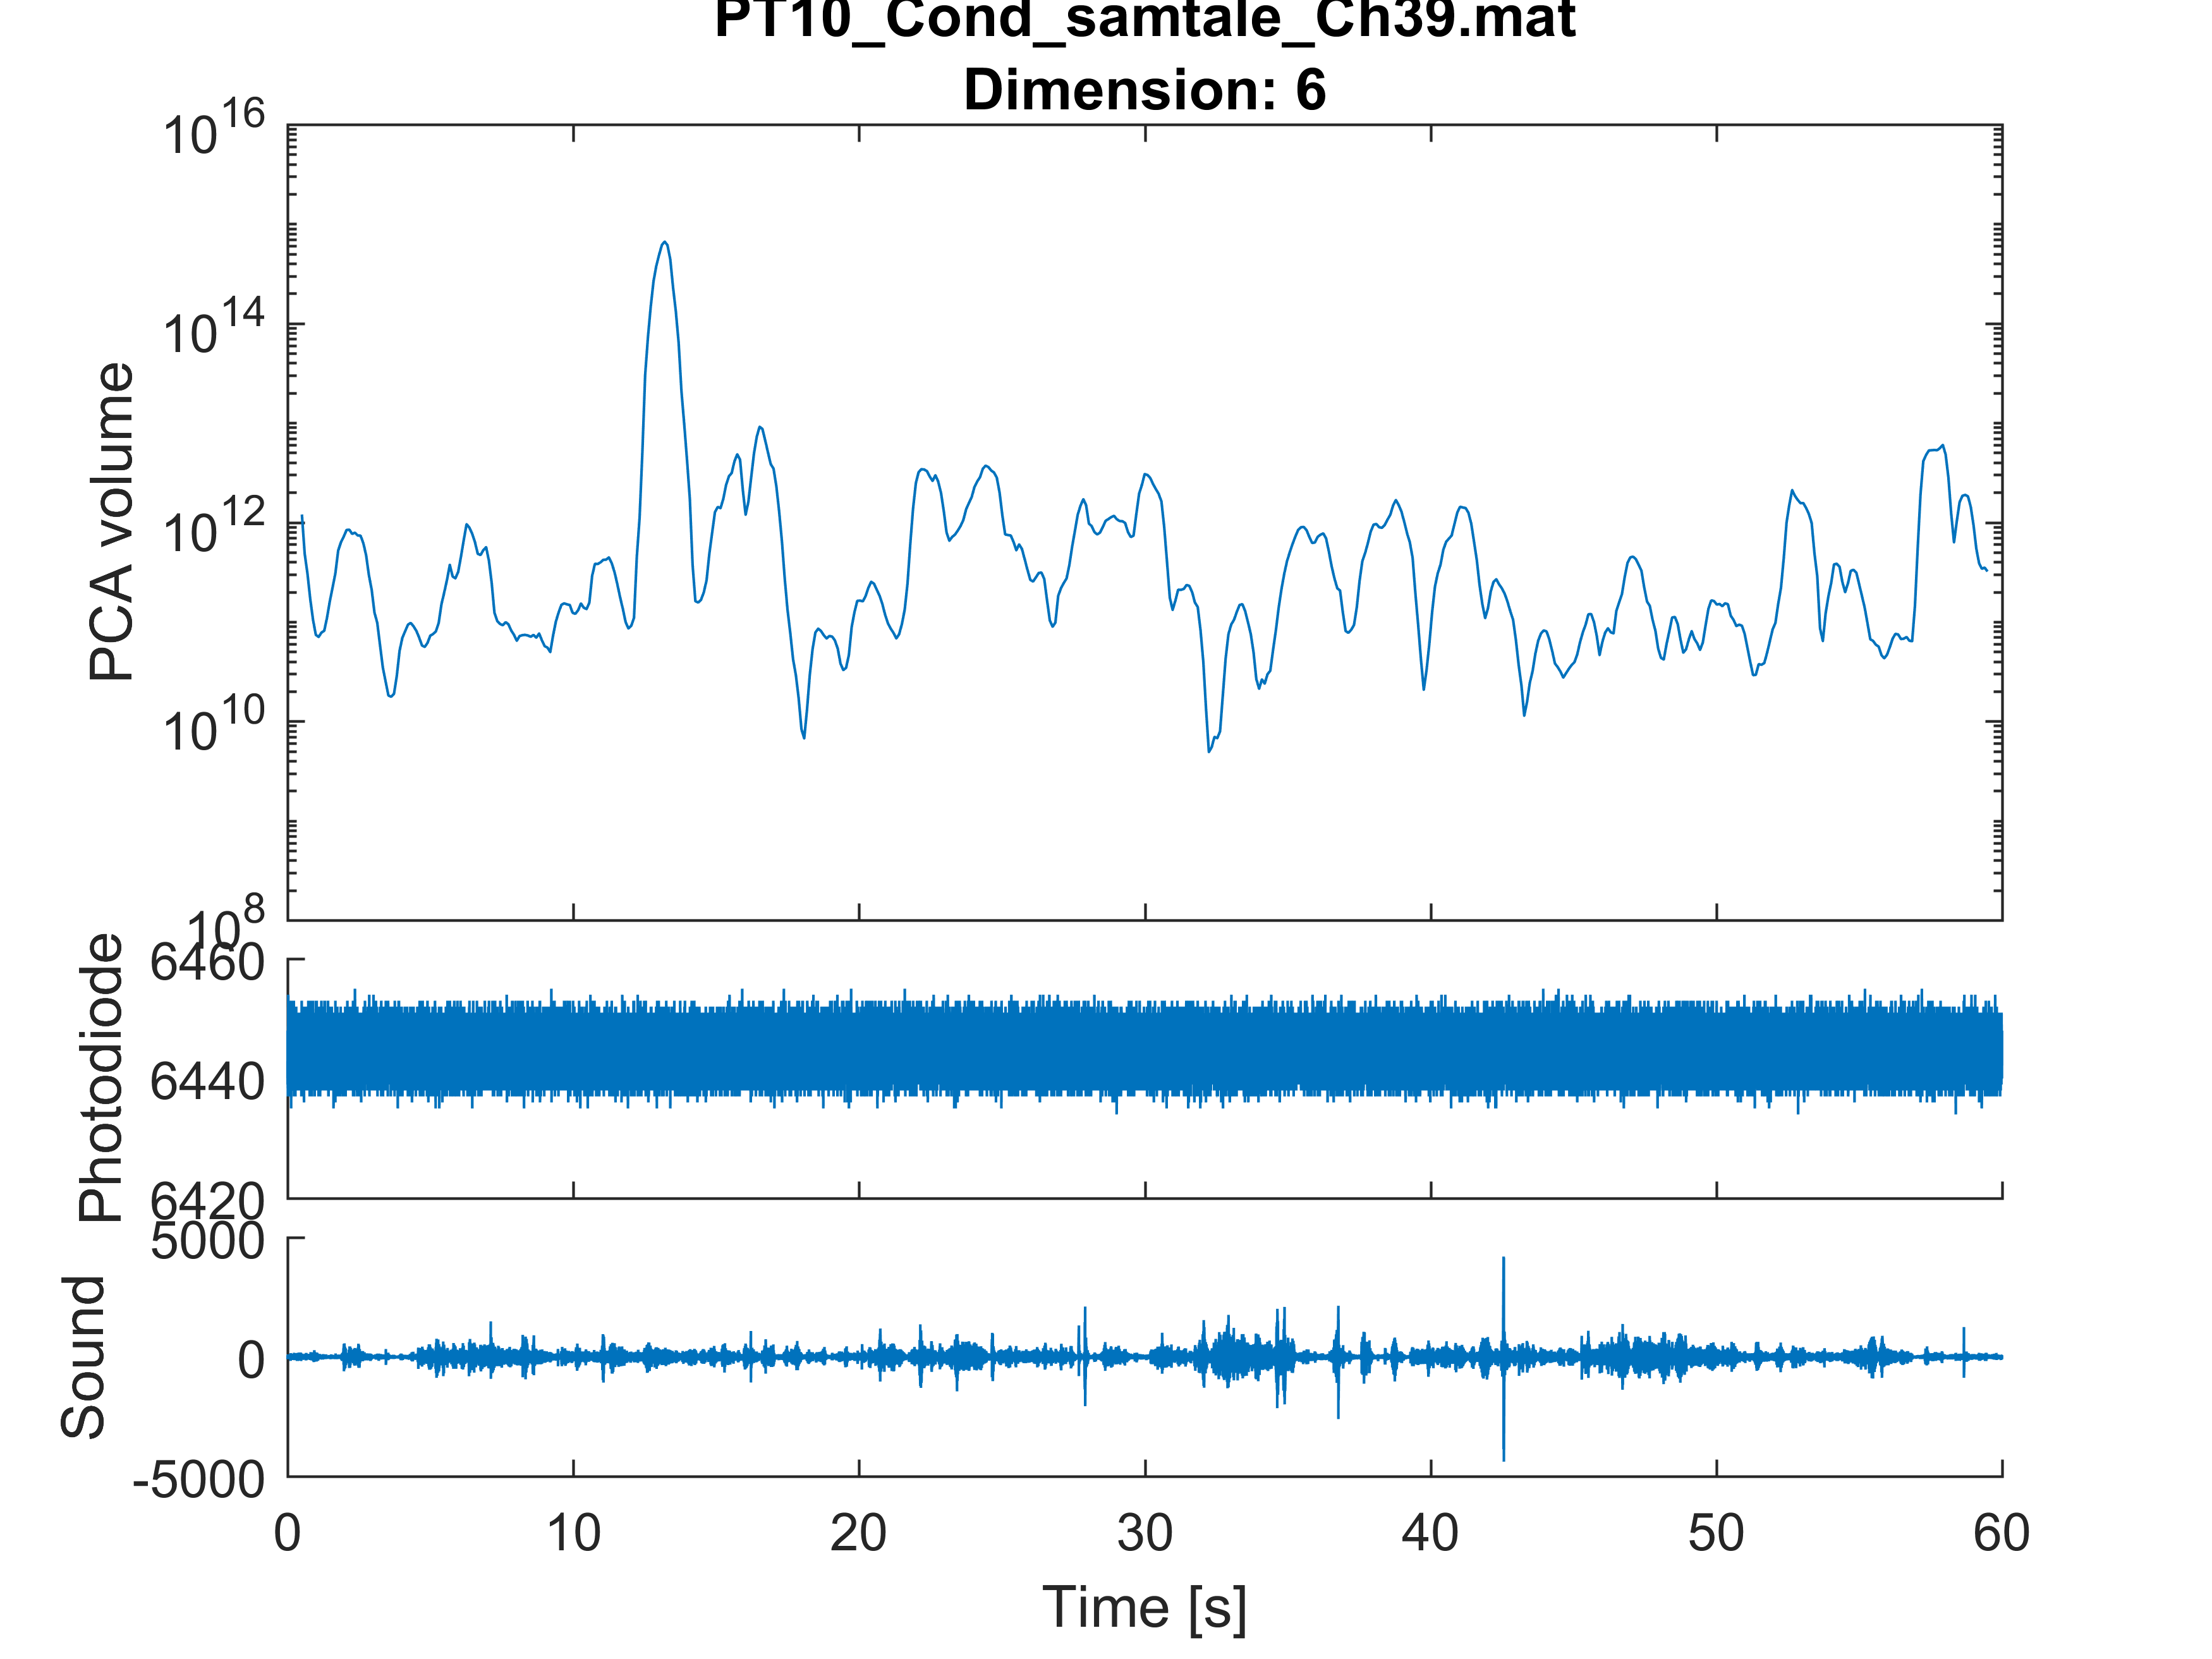 PT10_Cond_samtale_Ch39.mat
Dimension: 6
PCA volume
10^16
10^14
10^12
10^10
10^8
Photodiode
6460
6440
6420
Sound
5000
0
-5000
0 10 20 30 40 50 60
Time [s]